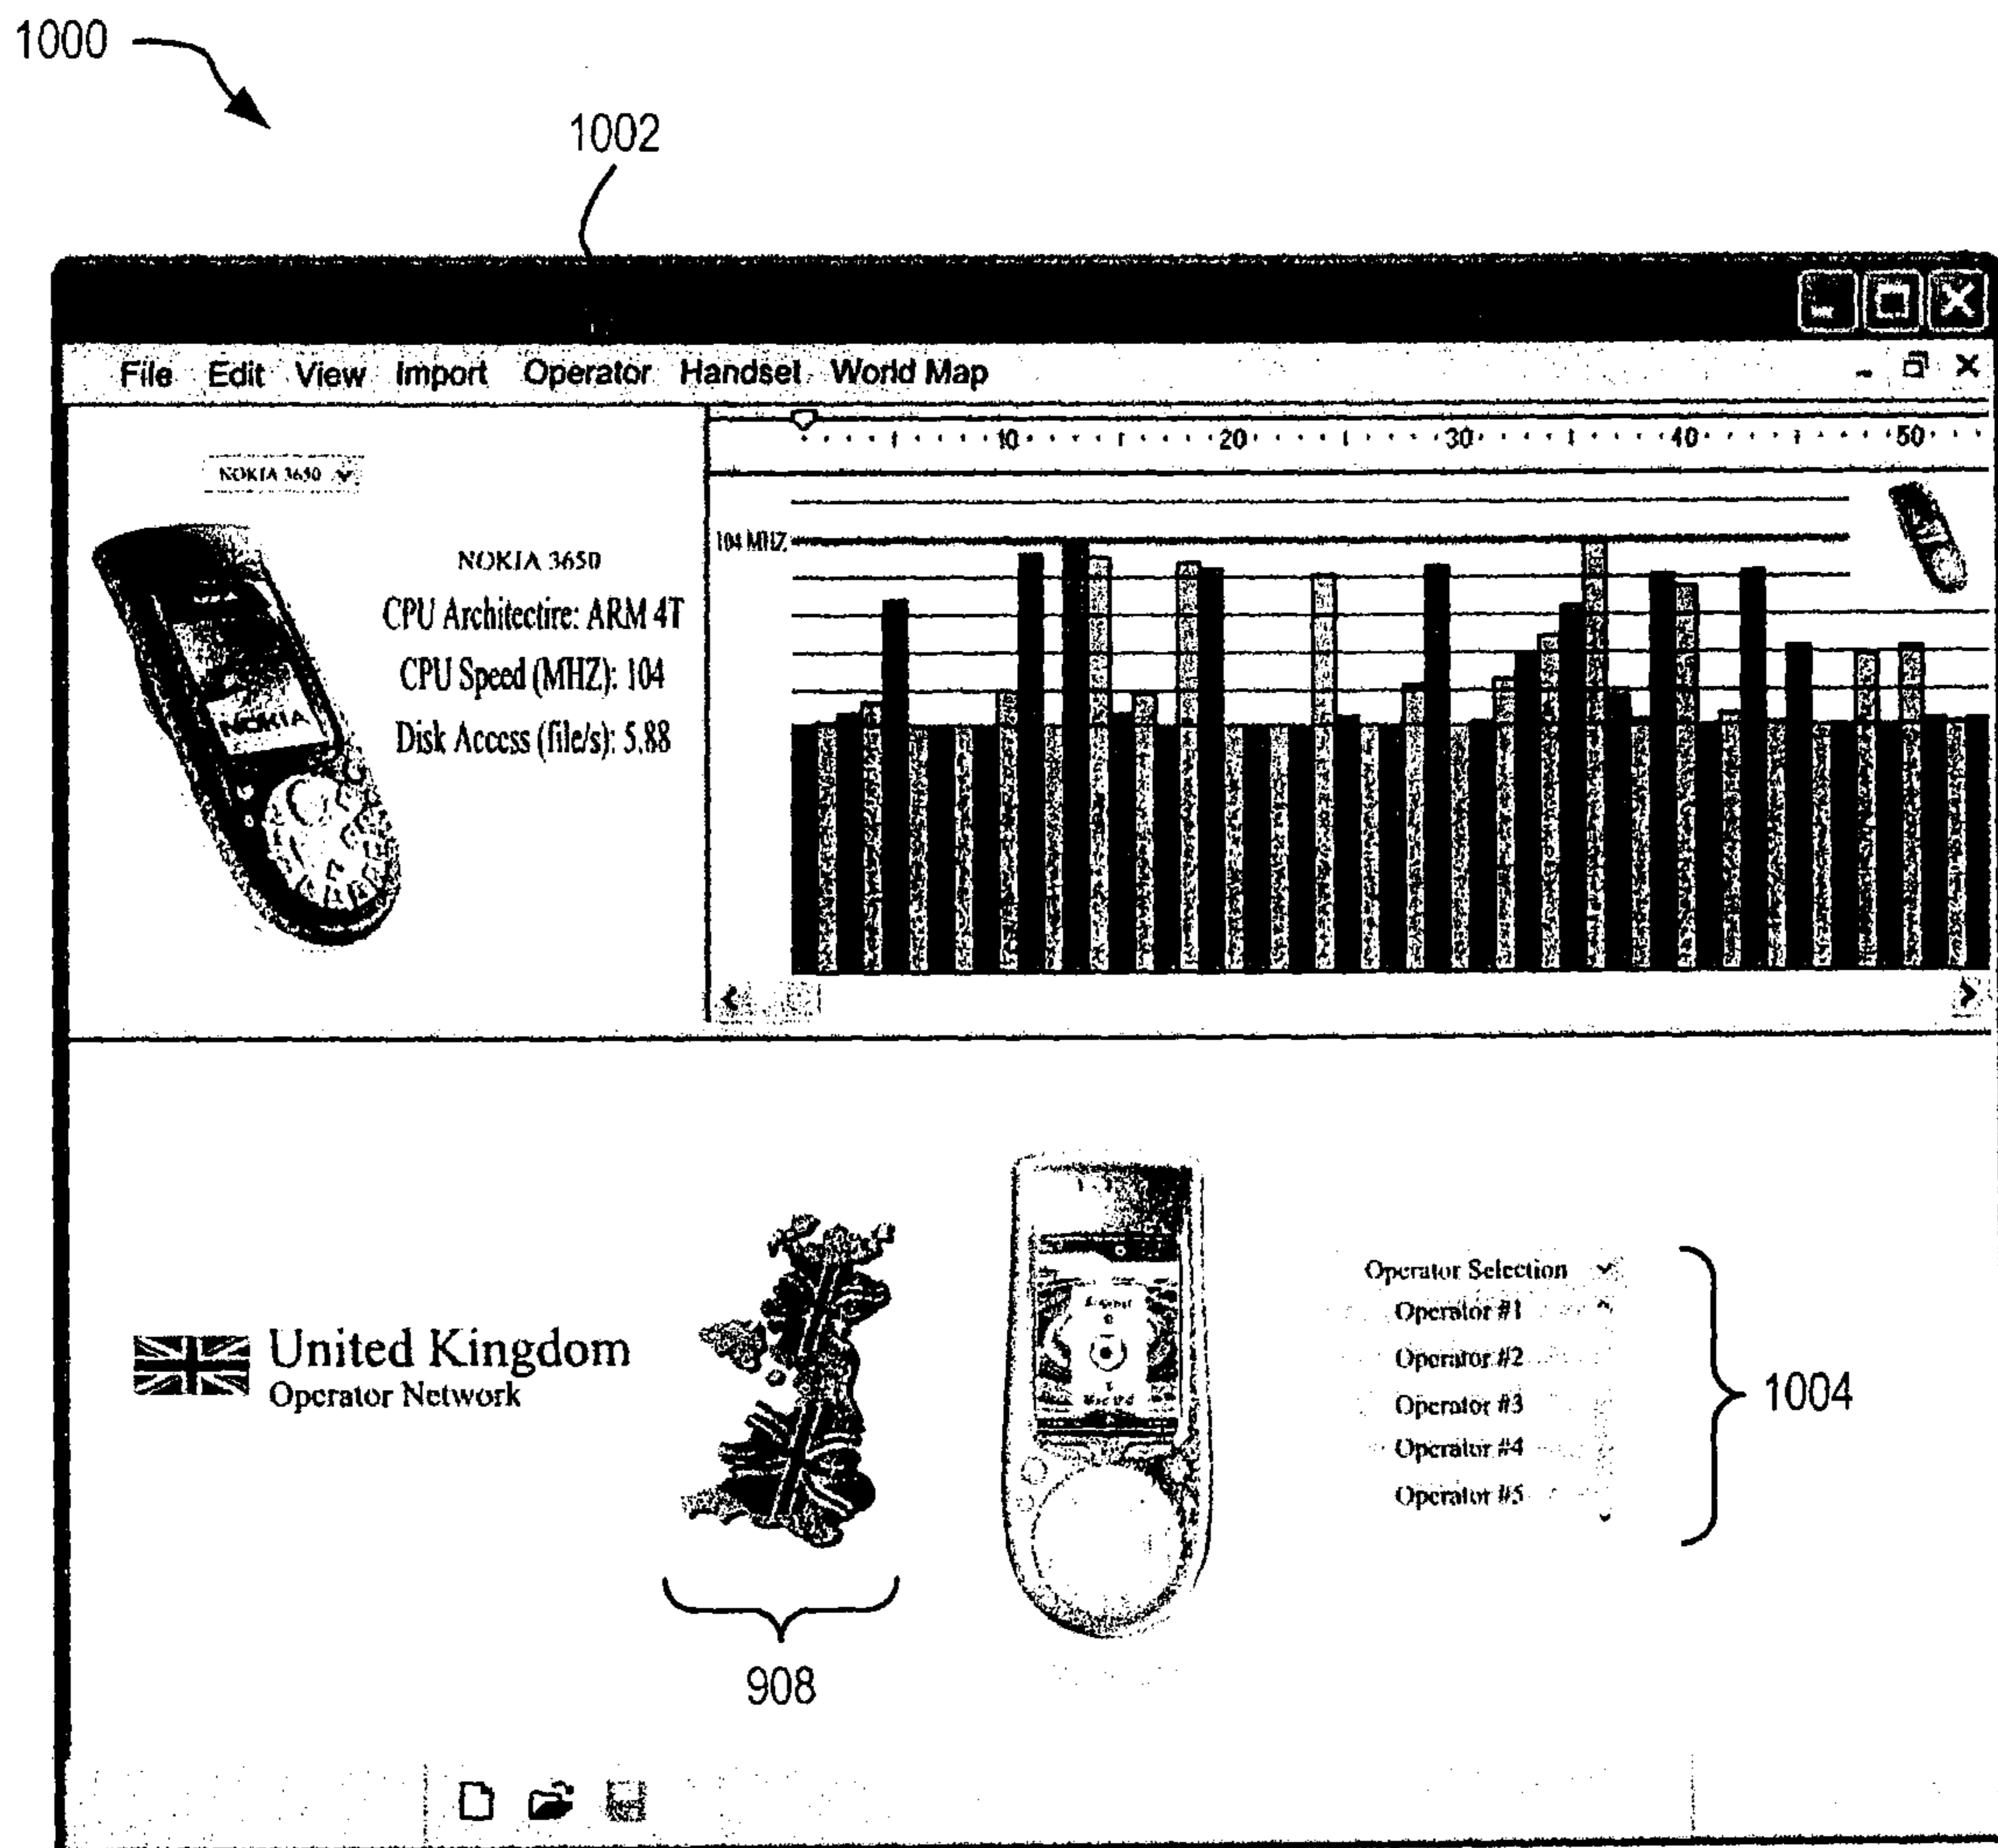 1000
1002
File Edit View Import Operator Handset World Map
10 20 30 40 50
NOKIA 3650
104 MHZ
NOKIA 3650
CPU Architectire: ARM 4T
CPU Speed (MHZ): 104
Disk Access (file/s): 5.88
NOKIA
Operator Selection
Operator #1
Operator #2
Operator #3
Operator #4
Operator #5
1004
United Kingdom
Operator Network
908